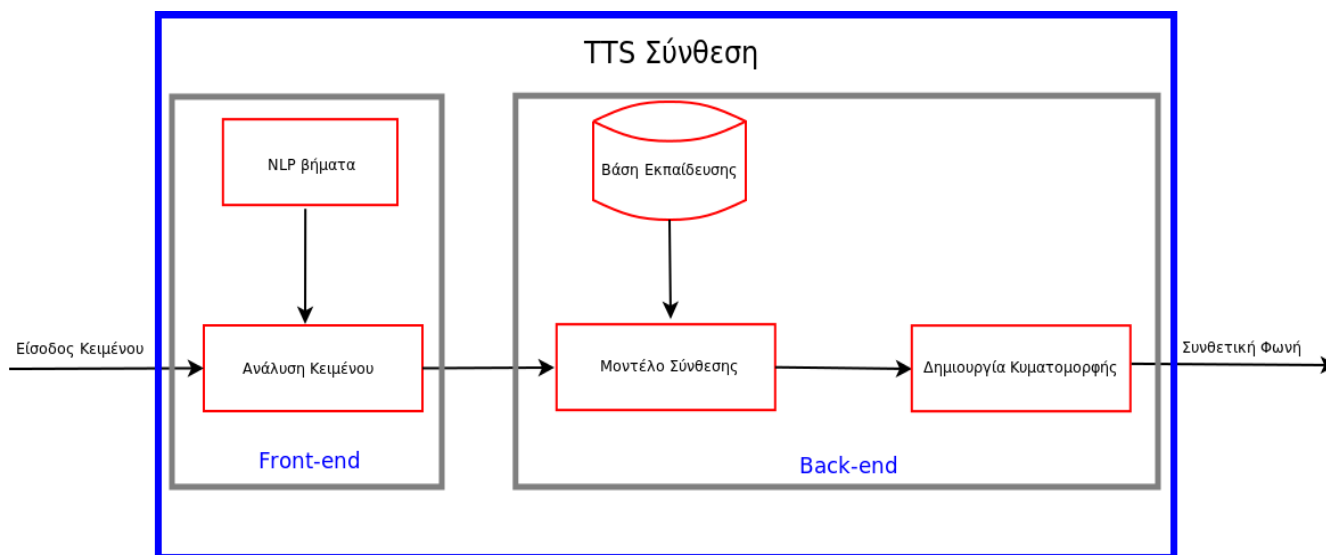 TTS Σύνθεση
NLP βήματα
Βάση Εκπαίδευσης
Είσοδος Κειμένου
Ανάλυση Κειμένου
Μοντέλο Σύνθεσης
Δημιουργία Κυματομορφής
Συνθετική Φωνή
Front-end
Back-end